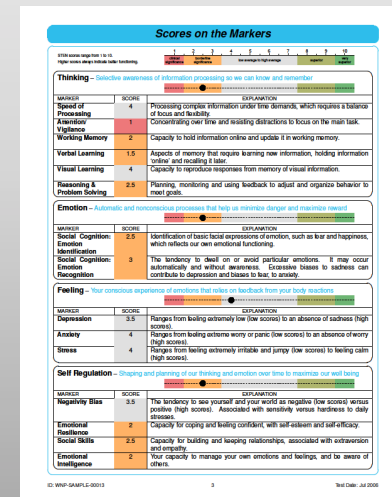 Scores on the Markers
STEN scores range from 1 to 10.
Higher scores always indicate better functioning.
1 2 3 4 5 6 7 8 9 10
clinical significance borderline significance low average to high average superior very superior
Thinking – Selective awareness of information processing so we can know and remember
MARKER SCORE EXPLANATION
Speed of Processing 4 Processing complex information under time demands, which requires a balance
of focus and flexibility.
Attention/ Vigilance 1 Concentrating over time and resisting distractions to focus on the main task.
Working Memory 2 Capacity to hold information online and update it in working memory.
Verbal Learning 1.5 Aspects of memory that require learning new information, holding information
'online' and recalling it later.
Visual Learning 4 Capacity to reproduce responses from memory of visual information.
Reasoning & Problem Solving 2.5 Planning, monitoring and using feedback to adjust and organize behavior to
meet goals.
Emotion – Automatic and nonconscious processes that help us minimize danger and maximize reward
MARKER SCORE EXPLANATION
Social Cognition: Emotion Identification 2.5 Identification of basic facial expressions of emotion, such as fear and happiness,
which reflects our own emotional functioning.
Social Cognition: Emotion Recognition 3 The tendency to dwell on or avoid particular emotions. It may occur
automatically and without awareness. Excessive biases to sadness can
contribute to depression and biases to fear, to anxiety.
Feeling – Your conscious experience of emotions that relies on feedback from your body reactions
MARKER SCORE EXPLANATION
Depression 3.5 Ranges from feeling extremely low (low scores) to an absence of sadness (high
scores).
Anxiety 4 Ranges from feeling extreme worry or panic (low scores) to an absence of worry
(high scores).
Stress 4 Ranges from feeling extremely irritable and jumpy (low scores) to feeling calm
(high scores).
Self Regulation – Shaping and planning of our thinking and emotion over time to maximize our well being
MARKER SCORE EXPLANATION
Negativity Bias 3.5 The tendency to see yourself and your world as negative (low scores) versus
positive (high scores). Associated with sensitivity versus hardiness to daily
stresses.
Emotional Resilience 2 Capacity for coping and feeling confident, with self-esteem and self-efficacy.
Social Skills 2.5 Capacity for building and keeping relationships, associated with extraversion
and empathy.
Emotional Intelligence 2 Your capacity to manage your own emotions and feelings, and be aware of
others.
ID: WNP-SAMPLE-00013 3 Test Date: Jul 2006